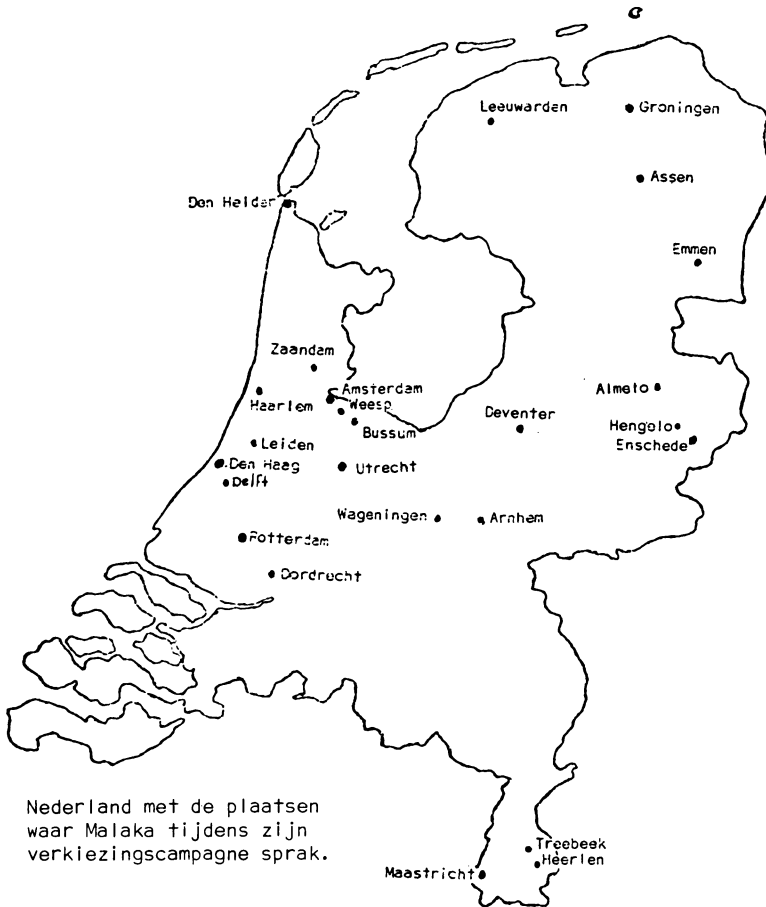 Leeuwarden
Groningen
Assen
Den Helder
Emmen
Zaandam
Amsterdam
Almelo
Haarlem
Weesp
Deventer
Bussum
Hengelo
Enschede
Leiden
Den Haag
Utrecht
Delft
Wageningen
Arnhem
Rotterdam
Dordrecht
Nederland met de plaatsen
waar Malaka tijdens zijn
verkiezingscampagne sprak.
Treebeek
Heerlen
Maastricht